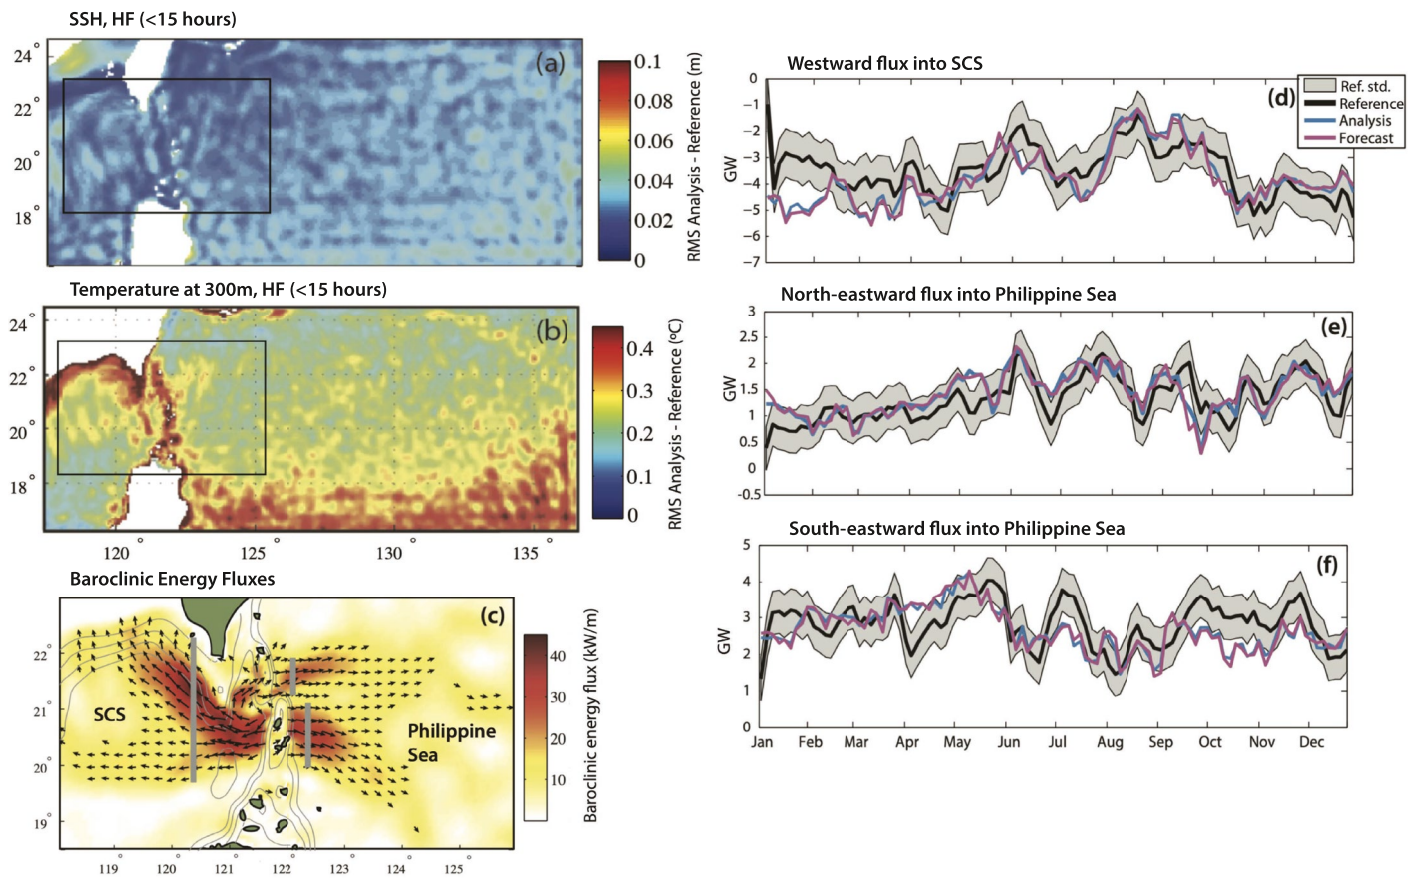 SSH, HF (<15 hours)
(a)
24°
22°
20°
18°
0.1
0.08
0.06
0.04
0.02
0
RMS Analysis - Reference (m)
Temperature at 300m, HF (<15 hours)
(b)
24°
22°
20°
18°
120°
125°
130°
135°
0.4
0.3
0.2
0.1
0
RMS Analysis - Reference (ºC)
Baroclinic Energy Fluxes
(c)
22°
21°
20°
19°
SCS
Philippine
Sea
119°
120°
121°
122°
123°
124°
125°
40
30
20
10
Baroclinic energy flux (kW/m)
Westward flux into SCS
(d)
0
-1
-2
-3
-4
-5
-6
-7
GW
Ref. std.
Reference
Analysis
Forecast
North-eastward flux into Philippine Sea
(e)
3
2.5
2
1.5
1
0.5
0
-0.5
GW
South-eastward flux into Philippine Sea
(f)
5
4
3
2
1
0
GW
Jan Feb Mar Apr May Jun Jul Aug Sep Oct Nov Dec